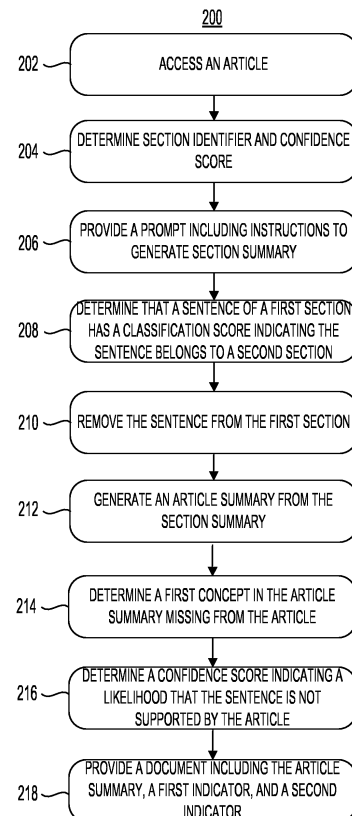 200
202
ACCESS AN ARTICLE
204
DETERMINE SECTION IDENTIFIER AND CONFIDENCE
SCORE
206
PROVIDE A PROMPT INCLUDING INSTRUCTIONS TO
GENERATE SECTION SUMMARY
208
DETERMINE THAT A SENTENCE OF A FIRST SECTION
HAS A CLASSIFICATION SCORE INDICATING THE
SENTENCE BELONGS TO A SECOND SECTION
210
REMOVE THE SENTENCE FROM THE FIRST SECTION
212
GENERATE AN ARTICLE SUMMARY FROM THE
SECTION SUMMARY
214
DETERMINE A FIRST CONCEPT IN THE ARTICLE
SUMMARY MISSING FROM THE ARTICLE
216
DETERMINE A CONFIDENCE SCORE INDICATING A
LIKELIHOOD THAT THE SENTENCE IS NOT
SUPPORTED BY THE ARTICLE
218
PROVIDE A DOCUMENT INCLUDING THE ARTICLE
SUMMARY, A FIRST INDICATOR, AND A SECOND
INDICATOR